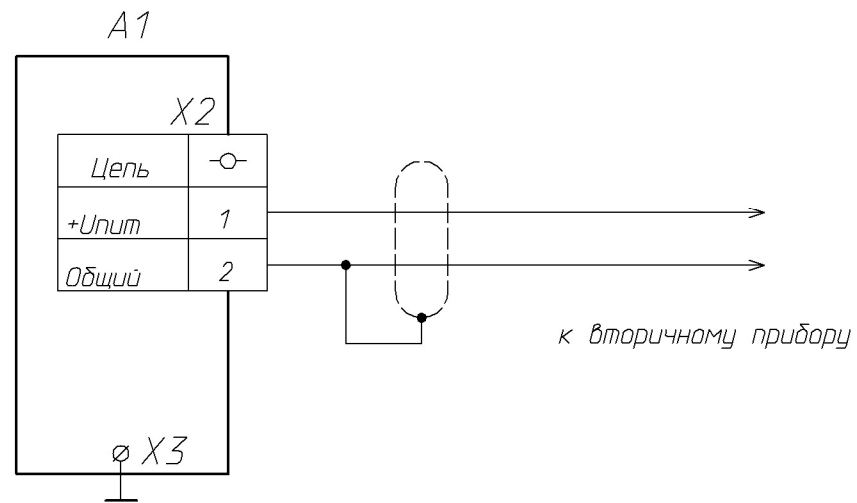 A1
X2
Цепь
+Uпит 1
Общий 2
к вторичному прибору
X3